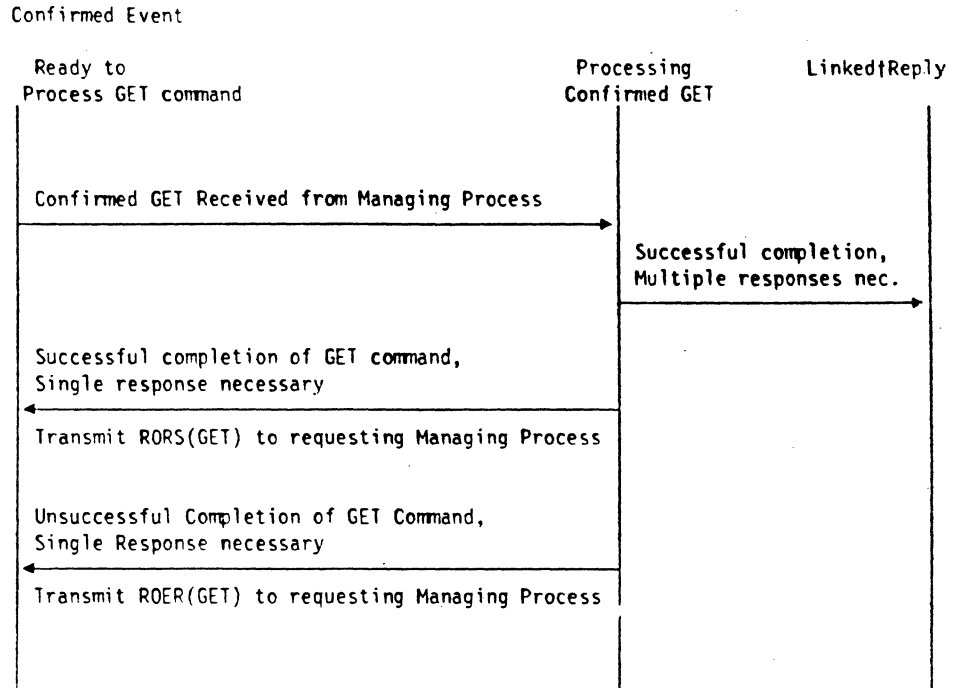 Confirmed Event
Ready to
Process GET command
Processing
Confirmed GET
Linked†Reply
Confirmed GET Received from Managing Process
Successful completion,
Multiple responses nec.
Successful completion of GET command,
Single response necessary
Transmit RORS(GET) to requesting Managing Process
Unsuccessful Completion of GET Command,
Single Response necessary
Transmit ROER(GET) to requesting Managing Process